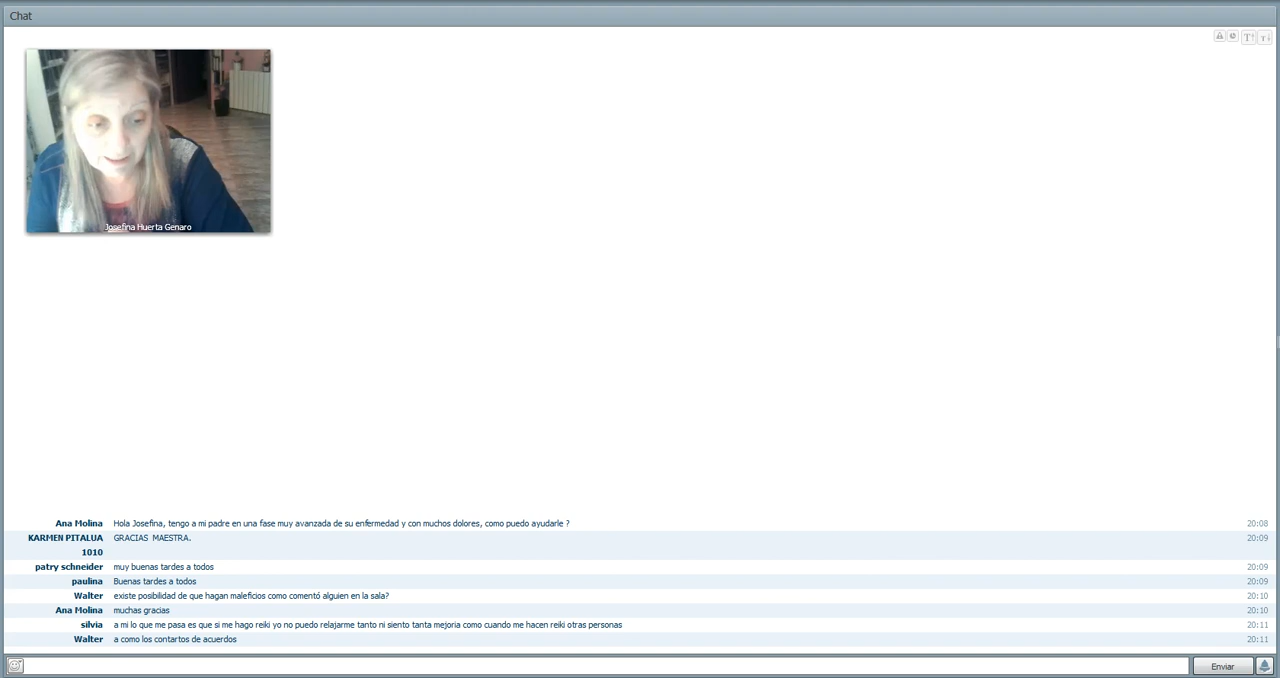 Chat
Josefina Huerta Genaro
Ana Molina Hola Josefina, tengo a mi padre en una fase muy avanzada de su enfermedad y con muchos dolores, como puedo ayudarle ? 20:08
KARMEN PITALUA GRACIAS MAESTRA. 20:09
1010
patry schneider muy buenas tardes a todos 20:09
paulina Buenas tardes a todos 20:09
Walter existe posibilidad de que hagan maleficios como comentó alguien en la sala? 20:10
Ana Molina muchas gracias 20:10
silvia a mi lo que me pasa es que si me hago reiki yo no puedo relajarme tanto ni siento tanta mejoria como cuando me hacen reiki otras personas 20:11
Walter a como los contartos de acuerdos 20:11
Enviar